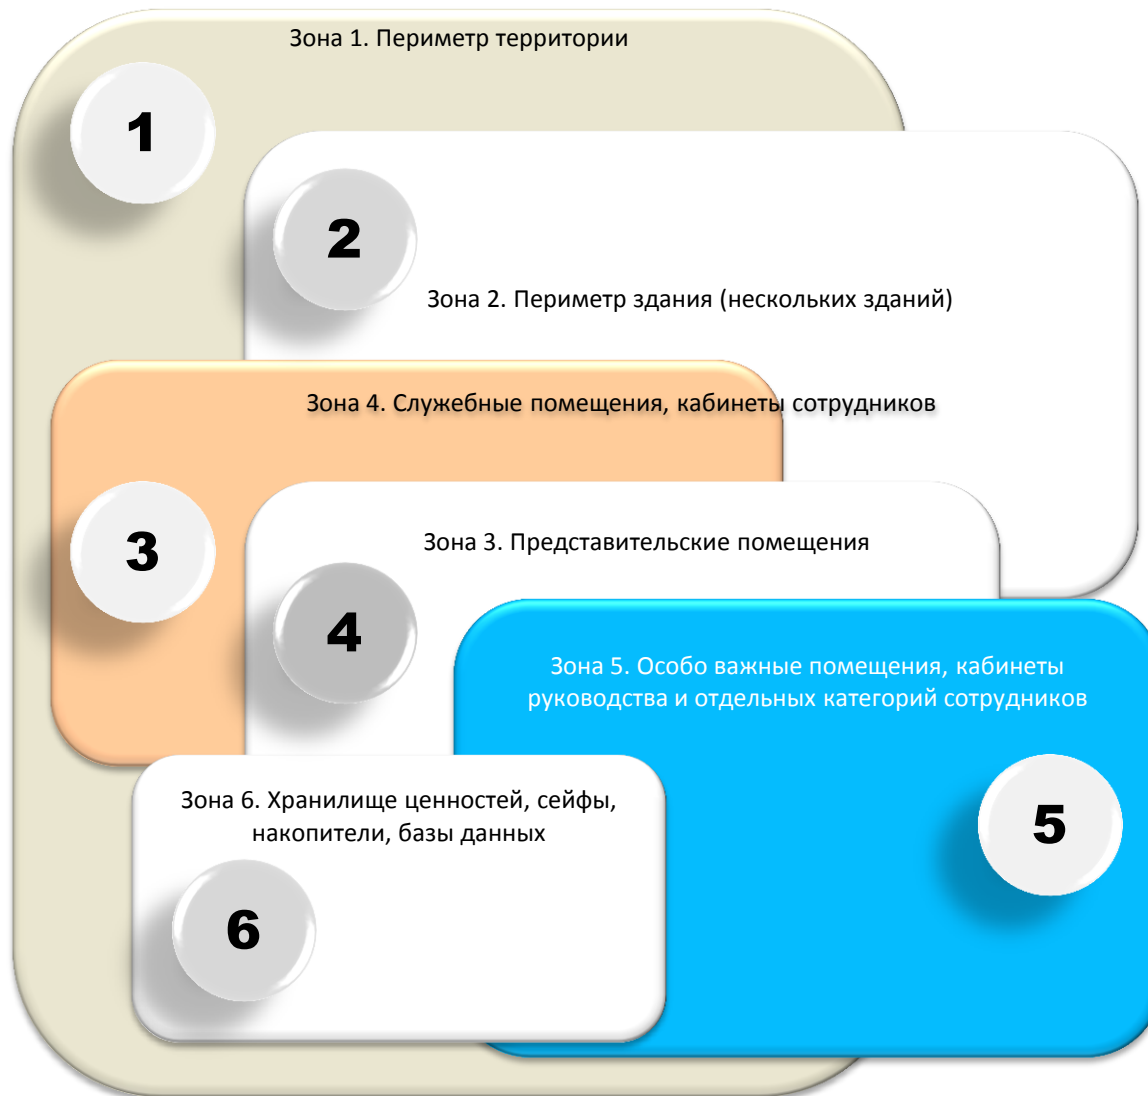 Зона 1. Периметр территории
1
2
Зона 2. Периметр здания (нескольких зданий)
Зона 4. Служебные помещения, кабинеты сотрудников
3
Зона 3. Представительские помещения
4
Зона 5. Особо важные помещения, кабинеты
руководства и отдельных категорий сотрудников
5
Зона 6. Хранилище ценностей, сейфы,
накопители, базы данных
6